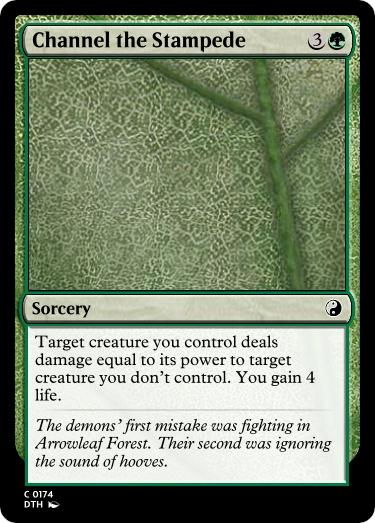 Channel the Stampede 3
Sorcery
Target creature you control deals
damage equal to its power to target
creature you don't control. You gain 4
life.
The demons' first mistake was fighting in
Arrowleaf Forest. Their second was ignoring
the sound of hooves.
C 0174
DTH